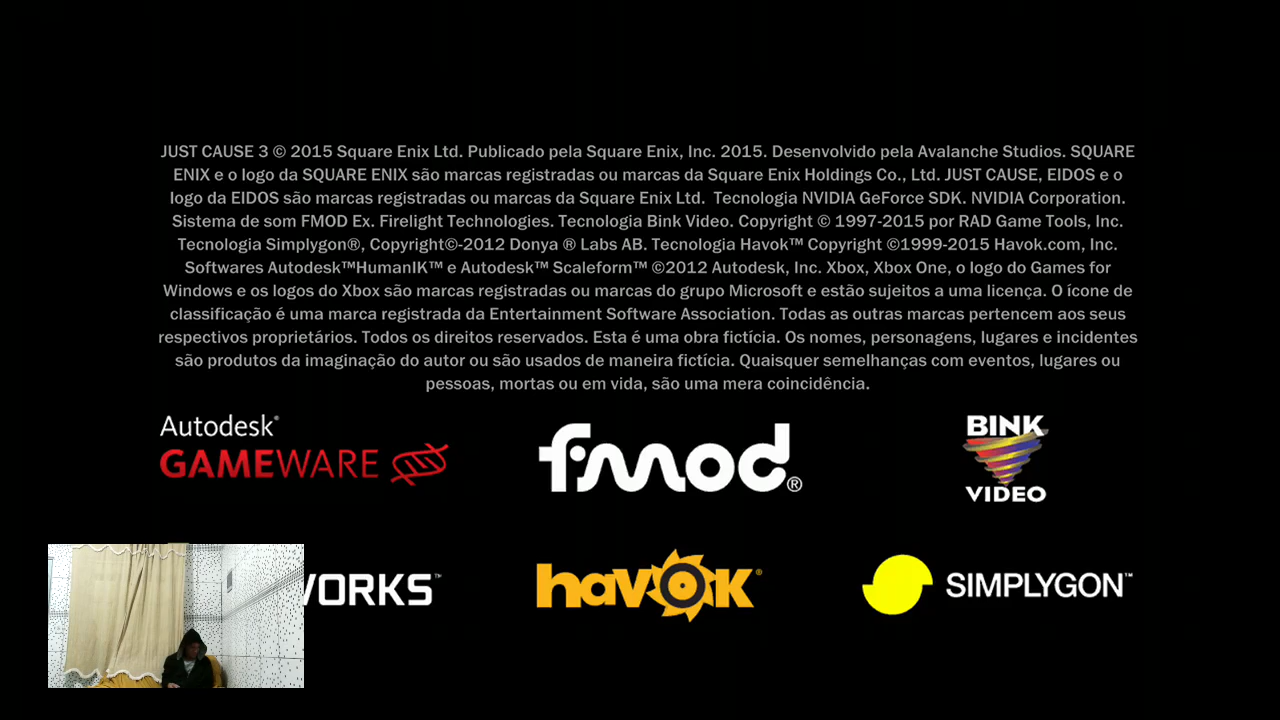 JUST CAUSE 3 © 2015 Square Enix Ltd. Publicado pela Square Enix, Inc. 2015. Desenvolvido pela Avalanche Studios. SQUARE
ENIX e o logo da SQUARE ENIX são marcas registradas ou marcas da Square Enix Holdings Co., Ltd. JUST CAUSE, EIDOS e o
logo da EIDOS são marcas registradas ou marcas da Square Enix Ltd.  Tecnologia NVIDIA GeForce SDK. NVIDIA Corporation.
Sistema de som FMOD Ex. Firelight Technologies. Tecnologia Bink Video. Copyright © 1997-2015 por RAD Game Tools, Inc.
Tecnologia Simplygon®, Copyright©-2012 Donya ® Labs AB. Tecnologia Havok™ Copyright ©1999-2015 Havok.com, Inc.
Softwares Autodesk™HumanIK™ e Autodesk™ Scaleform™ ©2012 Autodesk, Inc. Xbox, Xbox One, o logo do Games for
Windows e os logos do Xbox são marcas registradas ou marcas do grupo Microsoft e estão sujeitos a uma licença. O ícone de
classificação é uma marca registrada da Entertainment Software Association. Todas as outras marcas pertencem aos seus
respectivos proprietários. Todos os direitos reservados. Esta é uma obra fictícia. Os nomes, personagens, lugares e incidentes
são produtos da imaginação do autor ou são usados de maneira fictícia. Quaisquer semelhanças com eventos, lugares ou
pessoas, mortas ou em vida, são uma mera coincidência.
Autodesk®
GAMEWARE
fmod®
BINK
VIDEO
WORKS™
havok®
SIMPLYGON™